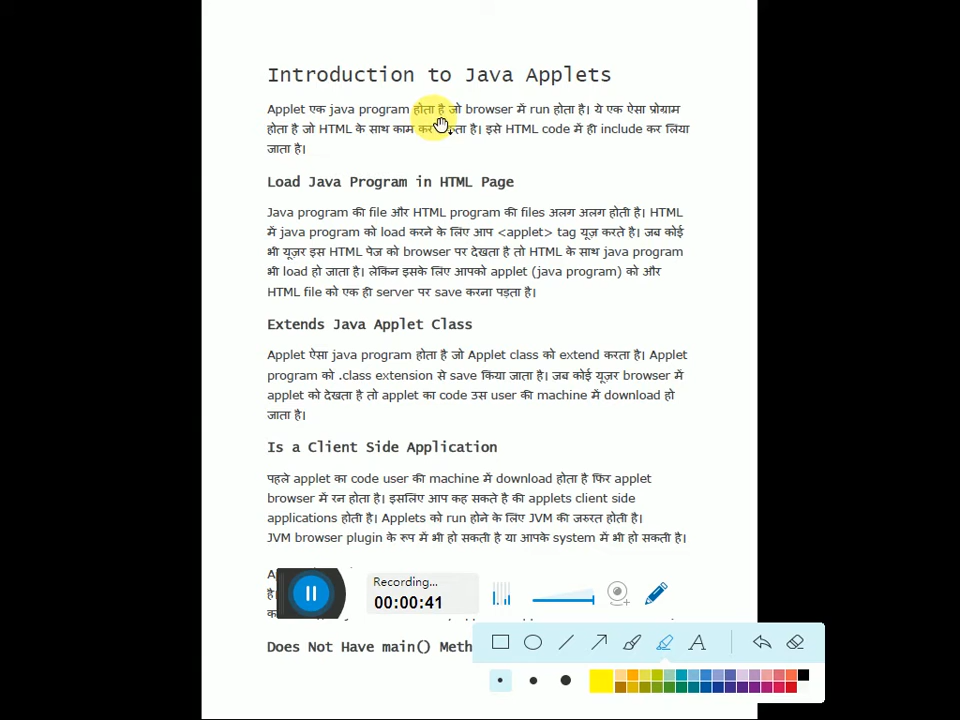 Introduction to Java Applets
Applet एक java program होता है जो browser में run होता है। ये एक ऐसा प्रोग्राम
होता है जो HTML के साथ काम कर है। इसे HTML code में ही include कर लिया
जाता है।
Load Java Program in HTML Page
Java program की file और HTML program की files अलग अलग होती है। HTML
में java program को load करने के लिए आप <applet> tag यूज़ करते है। जब कोई
भी यूज़र इस HTML पेज को browser पर देखता है तो HTML के साथ java program
भी load हो जाता है। लेकिन इसके लिए आपको applet (java program) को और
HTML file को एक ही server पर save करना पड़ता है।
Extends Java Applet Class
Applet ऐसा java program होता है जो Applet class को extend करता है। Applet
program को .class extension से save किया जाता है। जब कोई यूज़र browser में
applet को देखता है तो applet का code उस user की machine में download हो
जाता है।
Is a Client Side Application
पहले applet का code user की machine में download होता है फिर applet
browser में रन होता है। इसलिए आप कह सकते है की applets client side
applications होती है। Applets को run होने के लिए JVM की जरुरत होती है।
JVM browser plugin के रूप में भी हो सकती है या आपके system में भी हो सकती है।
Recording...
00:00:41
Does Not Have main() Meth
A